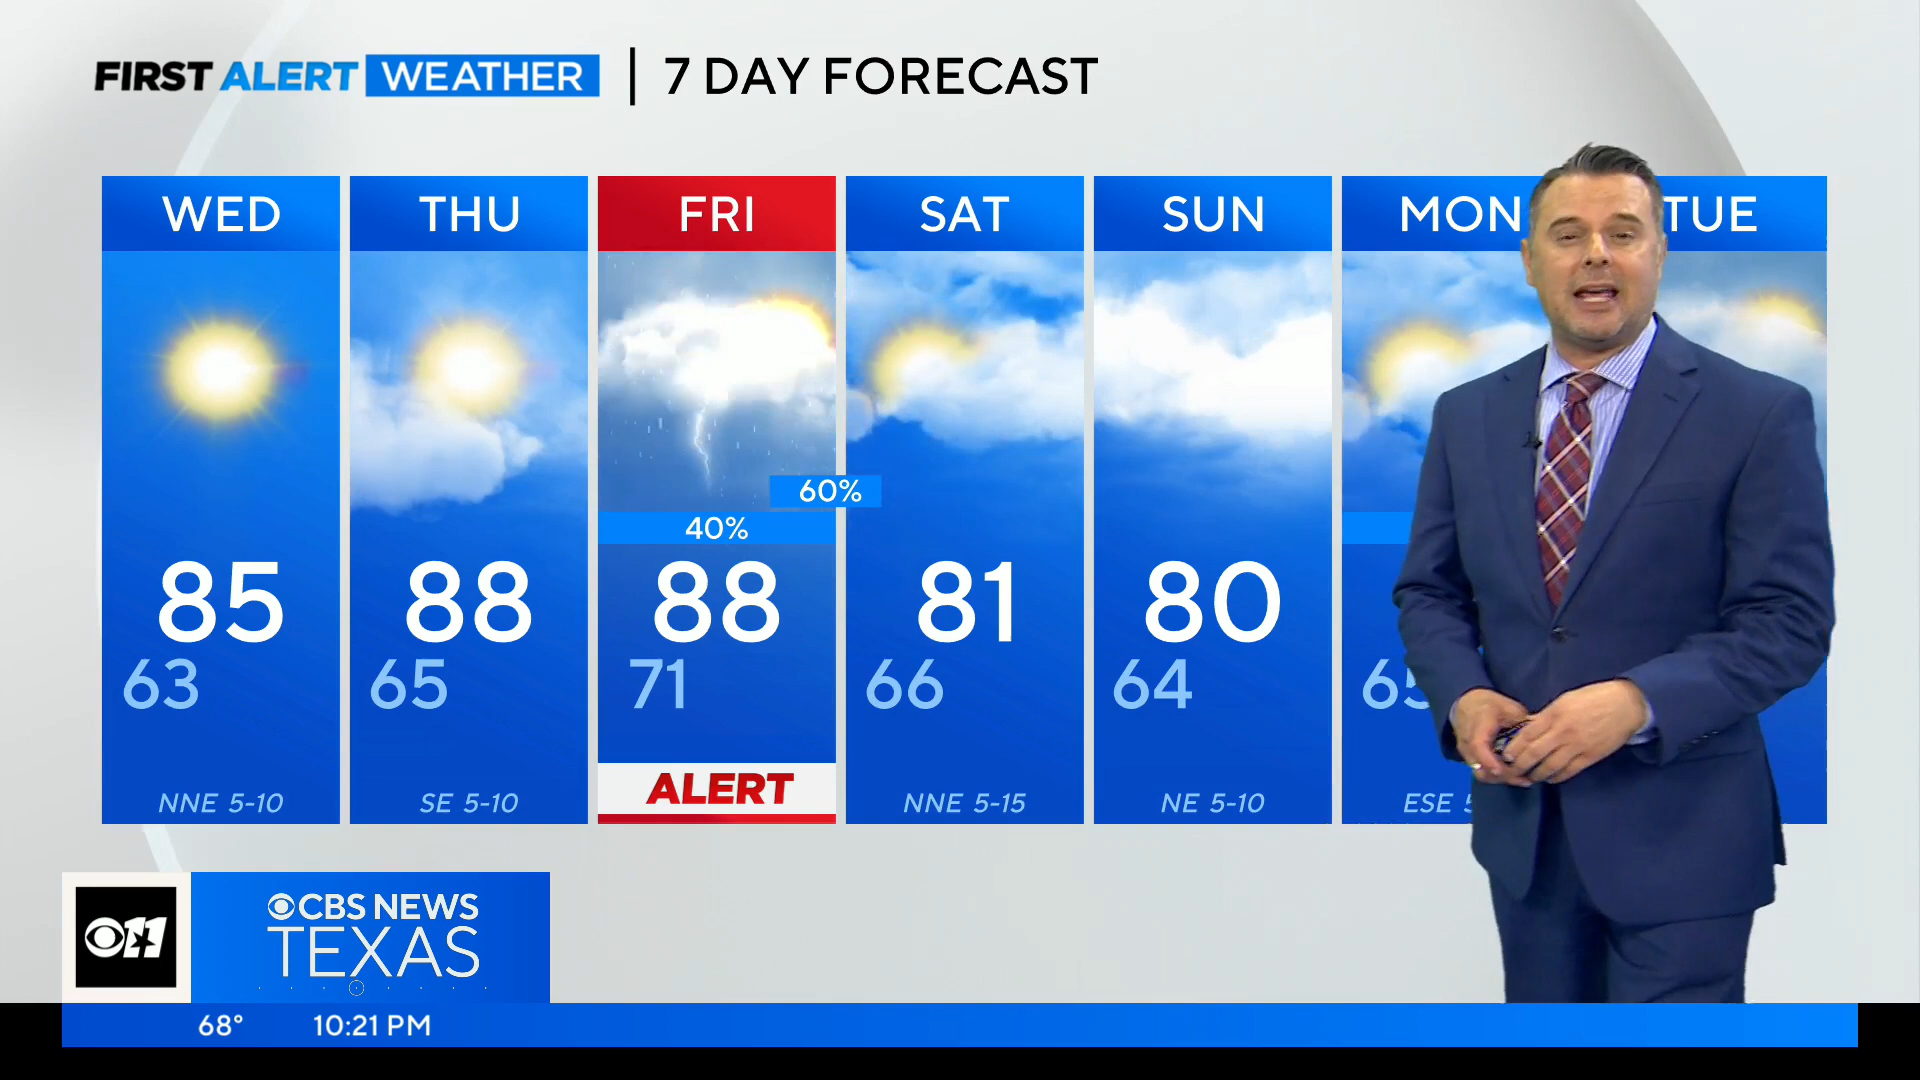 FIRST ALERT WEATHER | 7 DAY FORECAST
WED THU FRI SAT SUN MON TUE
60%
40%
85 88 88 81 80
63 65 71 66 64
ALERT
NNE 5-10 SE 5-10 NNE 5-15 NE 5-10 ESE
CBS NEWS
TEXAS
11
68° 10:21 PM